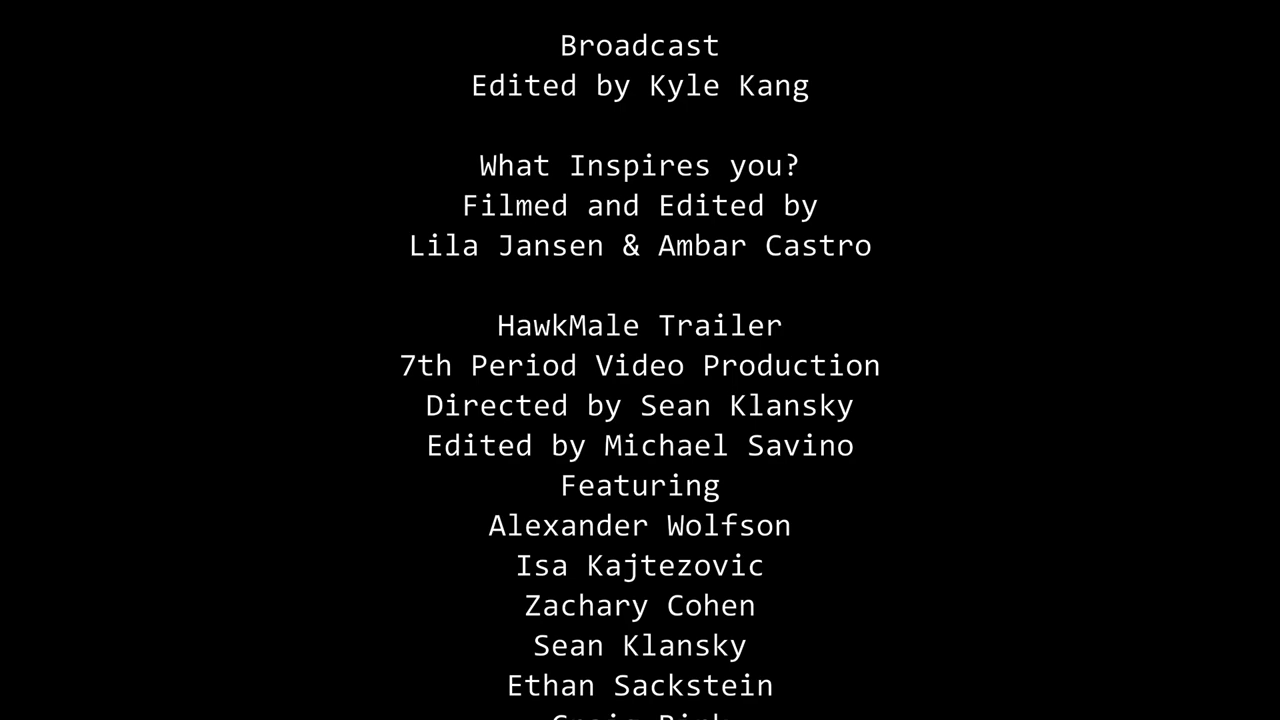 Broadcast
Edited by Kyle Kang
What Inspires you?
Filmed and Edited by
Lila Jansen & Ambar Castro
HawkMale Trailer
7th Period Video Production
Directed by Sean Klansky
Edited by Michael Savino
Featuring
Alexander Wolfson
Isa Kajtezovic
Zachary Cohen
Sean Klansky
Ethan Sackstein